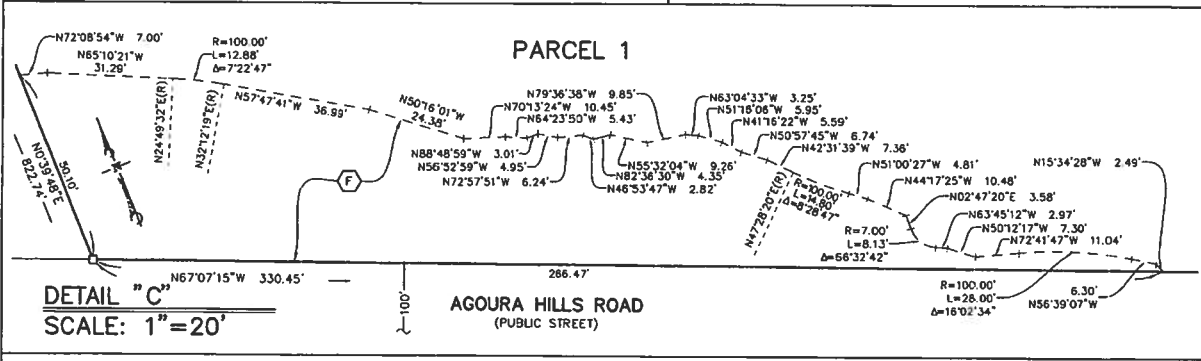 PARCEL 1
N72°08'54"W 7.00'
N65°10'21"W
31.29'
R=100.00'
L=12.88'
Δ=7°22'47"
N24°49'32"E(R)
N32°12'19"E(R)
N57°47'41"W 36.99'
N50°16'01"W
24.38'
N79°36'38"W 9.85'
N70°13'24"W 10.45'
N64°23'50"W 5.43'
N88°48'59"W 3.01'
N56°52'59"W 4.95'
N72°57'51"W 6.24'
N63°04'33"W 3.25'
N51°16'06"W 5.95'
N41°16'22"W 5.59'
N50°57'45"W 6.74'
N42°31'39"W 7.36'
N55°32'04"W 9.26'
N82°36'30"W 4.35'
N46°53'47"W 2.82'
N47°28'20"E(R)
R=100.00'
L=14.80'
Δ=8°28'47"
N51°00'27"W 4.81'
N44°17'25"W 10.48'
N02°47'20"E 3.58'
N63°45'12"W 2.97'
N50°12'17"W 7.30'
N72°41'47"W 11.04'
N15°34'28"W 2.49'
R=7.00'
L=8.13'
Δ=66°32'42"
R=100.00'
L=28.00'
Δ=16°02'34"
6.30'
N56°39'07"W
N0°39'48"E
822.74'
50.10'
N
F
N67°07'15"W 330.45'
266.47'
100'
DETAIL "C"
SCALE: 1"=20'
AGOURA HILLS ROAD
(PUBLIC STREET)